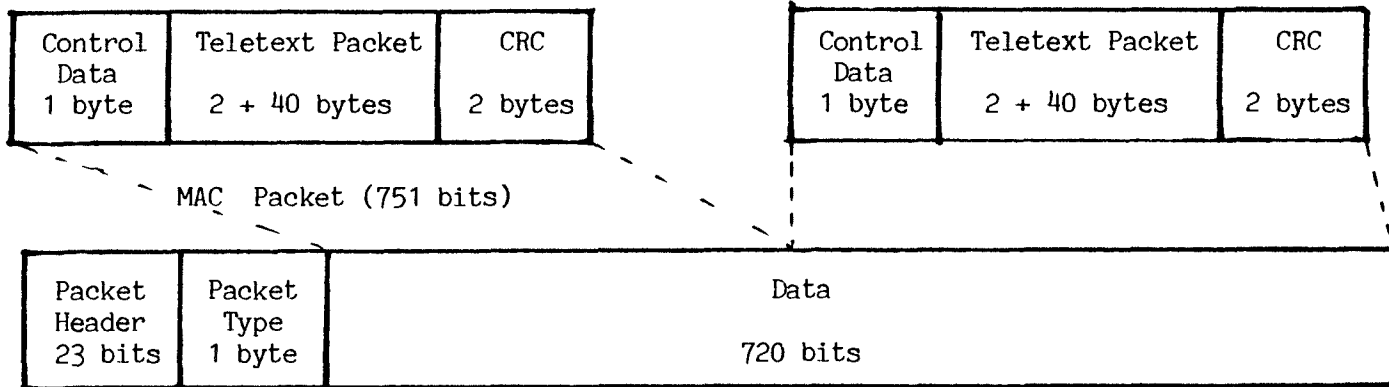 Control Teletext Packet CRC
Data
1 byte 2 + 40 bytes 2 bytes
Control Teletext Packet CRC
Data
1 byte 2 + 40 bytes 2 bytes
MAC Packet (751 bits)
Packet Packet Data
Header Type
23 bits 1 byte 720 bits